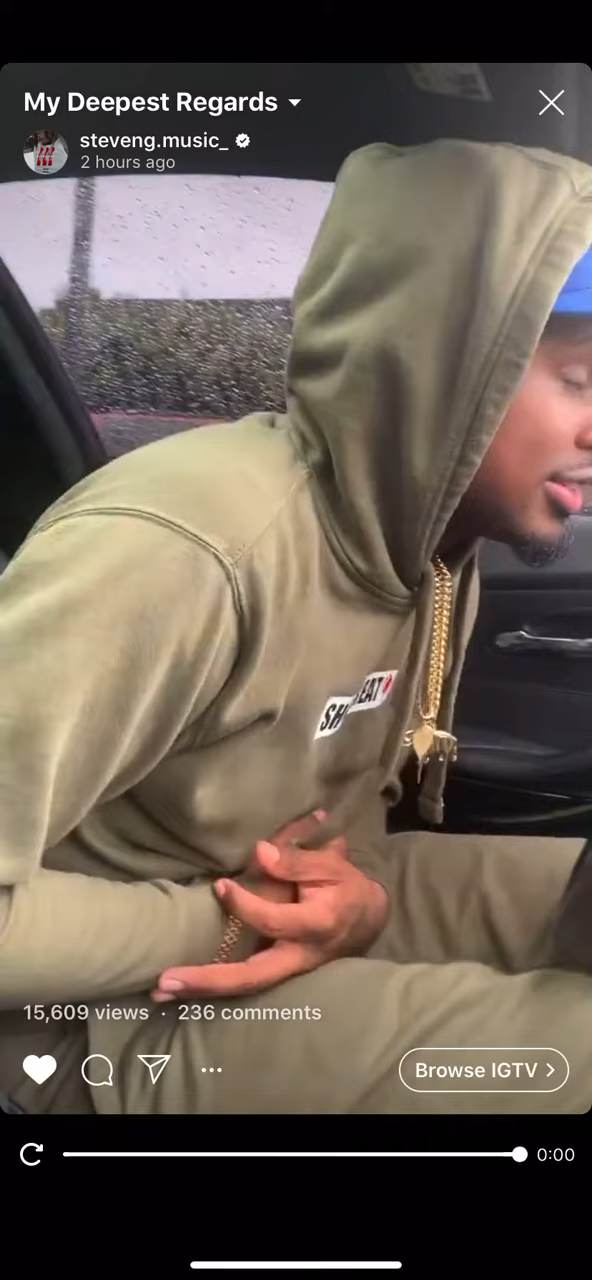 My Deepest Regards
steveng.music_
2 hours ago
15,609 views · 236 comments
Browse IGTV >
0:00